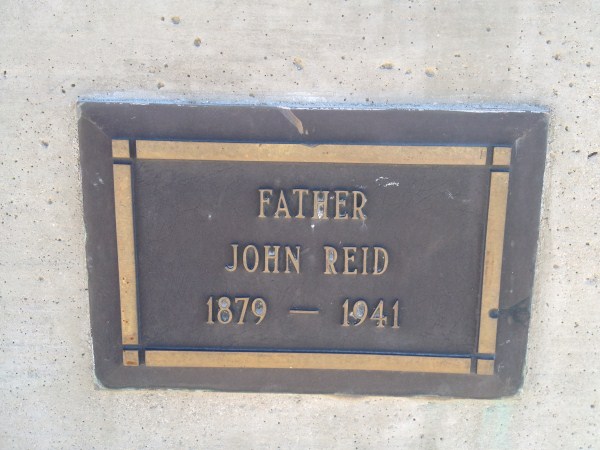 FATHER
JOHN REID
1879 — 1941